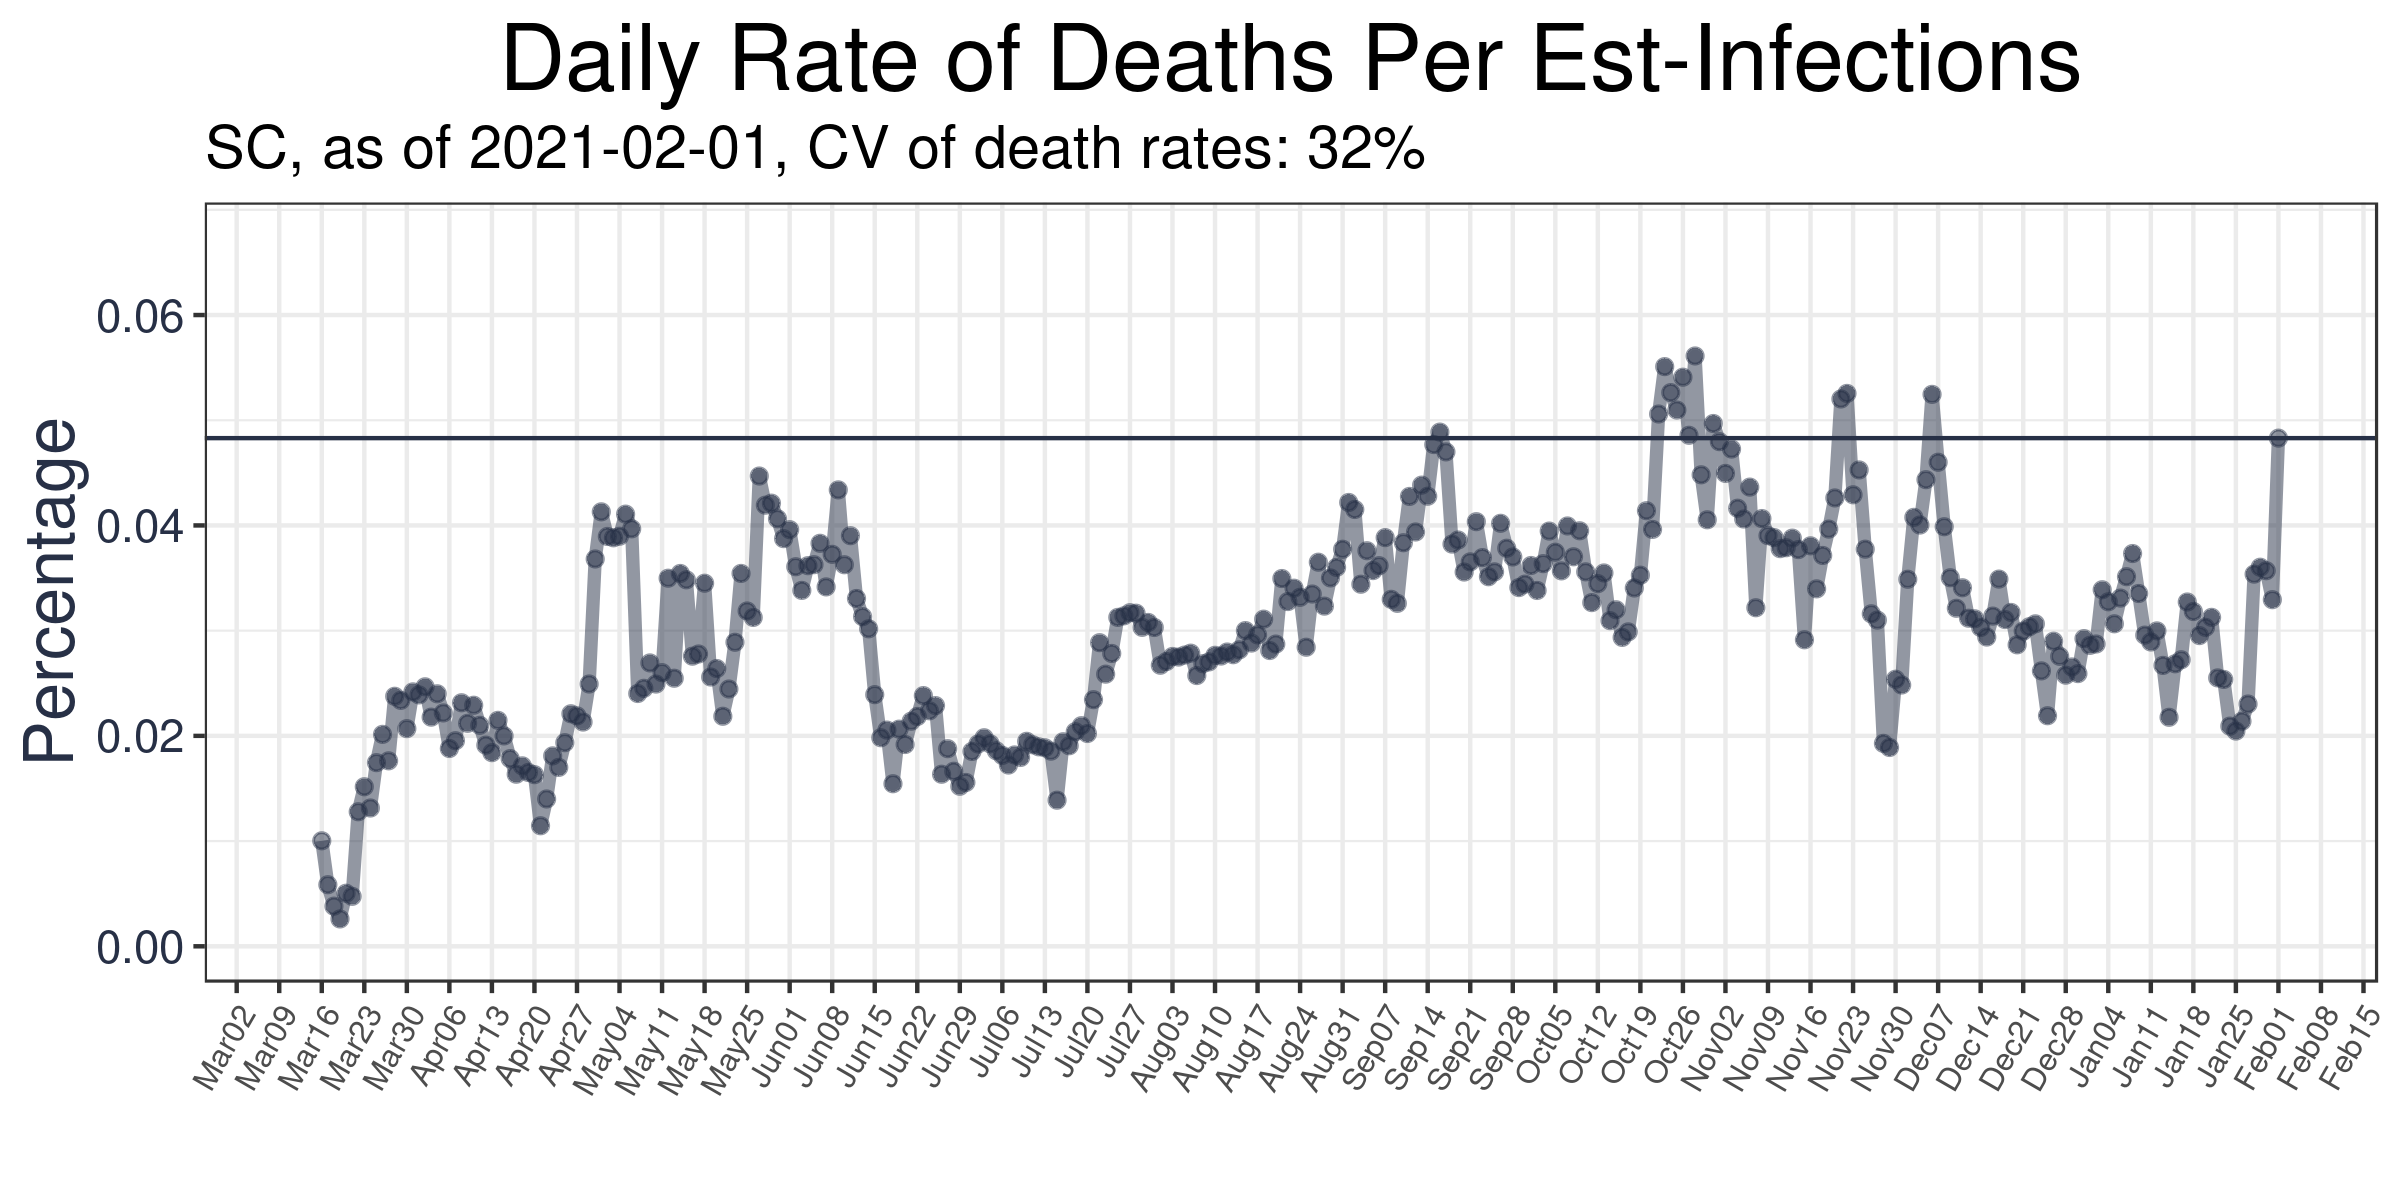 Daily Rate of Deaths Per Est-Infections
SC, as of 2021-02-01, CV of death rates: 32%
Percentage
0.06
0.04
0.02
0.00
Mar02
Mar09
Mar16
Mar23
Mar30
Apr06
Apr13
Apr20
Apr27
May04
May11
May18
May25
Jun01
Jun08
Jun15
Jun22
Jun29
Jul06
Jul13
Jul20
Jul27
Aug03
Aug10
Aug17
Aug24
Aug31
Sep07
Sep14
Sep21
Sep28
Oct05
Oct12
Oct19
Oct26
Nov02
Nov09
Nov16
Nov23
Nov30
Dec07
Dec14
Dec21
Dec28
Jan04
Jan11
Jan18
Jan25
Feb01
Feb08
Feb15